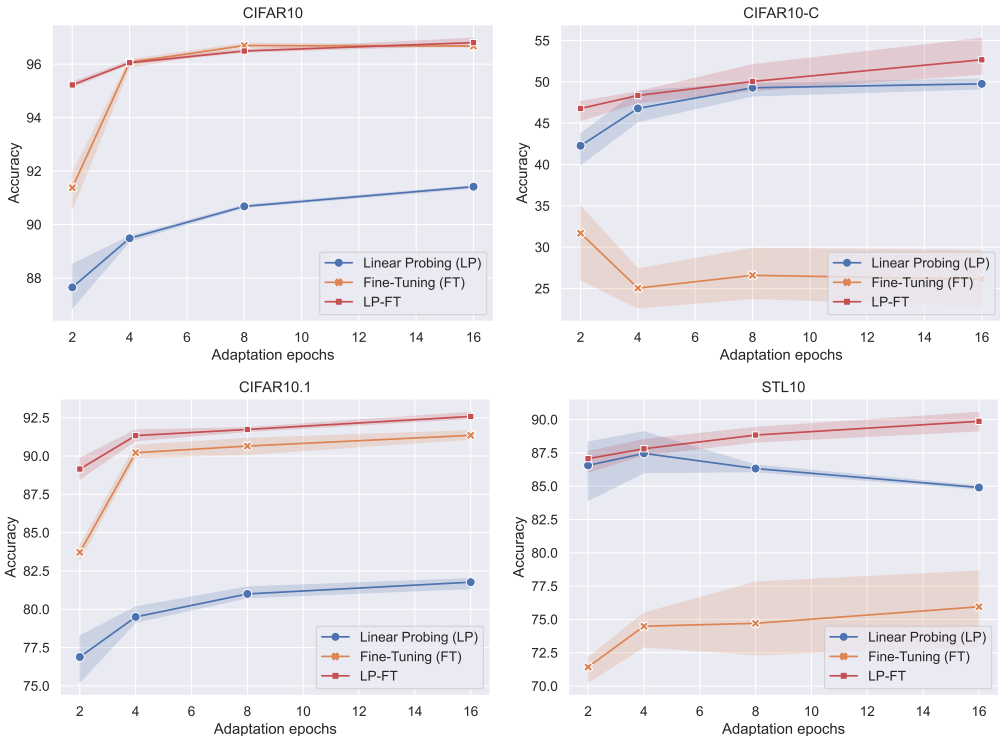 CIFAR10
Accuracy
96
94
92
90
88
2 4 6 8 10 12 14 16
Adaptation epochs
Linear Probing (LP)
Fine-Tuning (FT)
LP-FT
CIFAR10-C
Accuracy
55
50
45
40
35
30
25
2 4 6 8 10 12 14 16
Adaptation epochs
Linear Probing (LP)
Fine-Tuning (FT)
LP-FT
CIFAR10.1
Accuracy
92.5
90.0
87.5
85.0
82.5
80.0
77.5
75.0
2 4 6 8 10 12 14 16
Adaptation epochs
Linear Probing (LP)
Fine-Tuning (FT)
LP-FT
STL10
Accuracy
90.0
87.5
85.0
82.5
80.0
77.5
75.0
72.5
70.0
2 4 6 8 10 12 14 16
Adaptation epochs
Linear Probing (LP)
Fine-Tuning (FT)
LP-FT